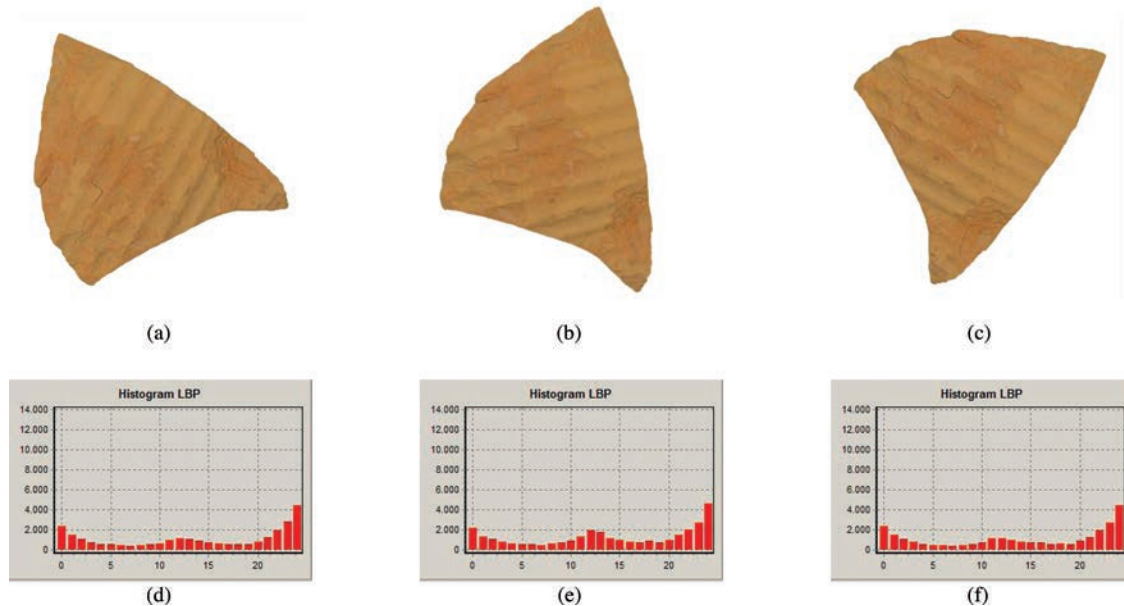 (a) (b) (c)
Histogram LBP Histogram LBP Histogram LBP
14.000 14.000 14.000
12.000 12.000 12.000
10.000 10.000 10.000
8.000 8.000 8.000
6.000 6.000 6.000
4.000 4.000 4.000
2.000 2.000 2.000
0 0 0
0 5 10 15 20 0 5 10 15 20 0 5 10 15 20
(d) (e) (f)